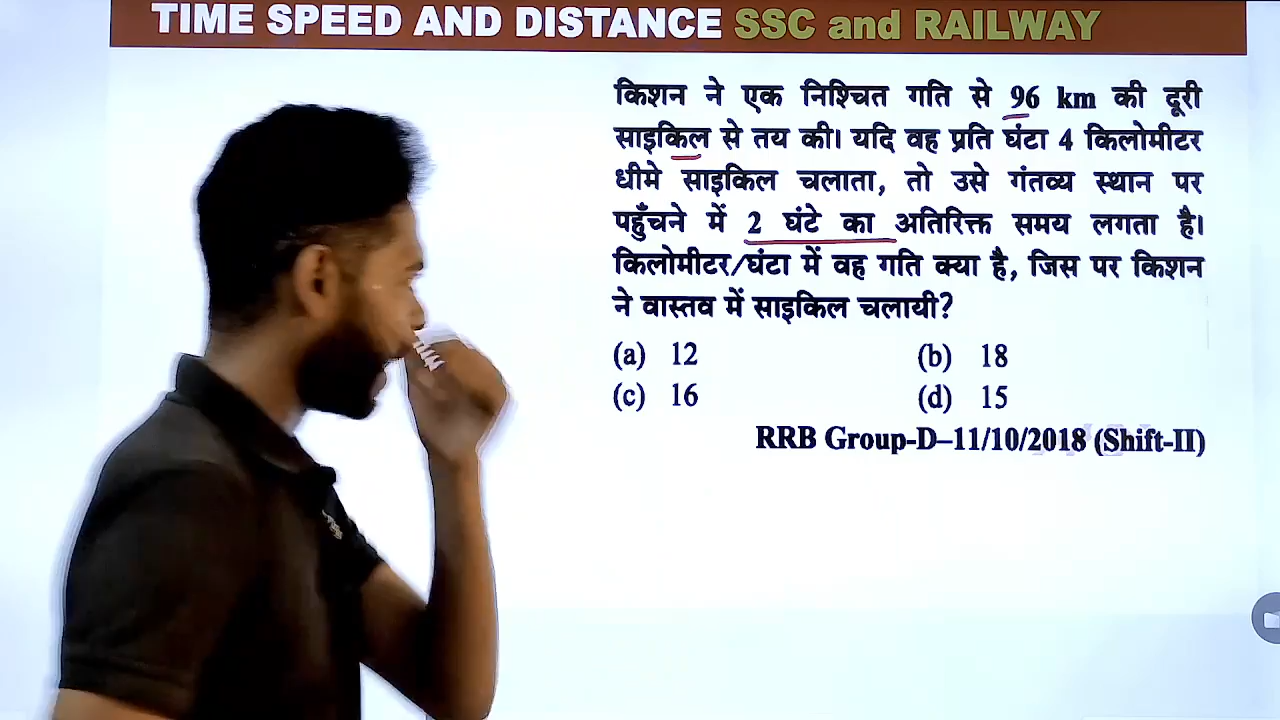 TIME SPEED AND DISTANCE SSC and RAILWAY
किशन ने एक निश्चित गति से 96 km की दूरी
साइकिल से तय की। यदि वह प्रति घंटा 4 किलोमीटर
धीमे साइकिल चलाता, तो उसे गंतव्य स्थान पर
पहुँचने में 2 घंटे का अतिरिक्त समय लगता है।
किलोमीटर/घंटा में वह गति क्या है, जिस पर किशन
ने वास्तव में साइकिल चलायी?
(a) 12 (b) 18
(c) 16 (d) 15
RRB Group-D–11/10/2018 (Shift-II)